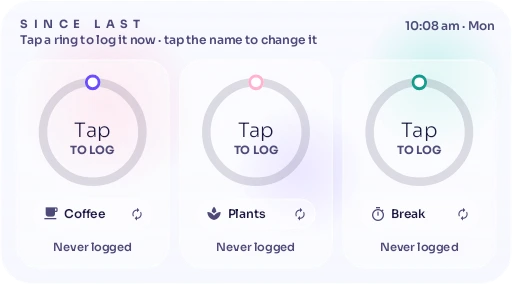 SINCE LAST
10:08 am · Mon
Tap a ring to log it now · tap the name to change it
Tap
TO LOG
Coffee
Never logged
Tap
TO LOG
Plants
Never logged
Tap
TO LOG
Break
Never logged